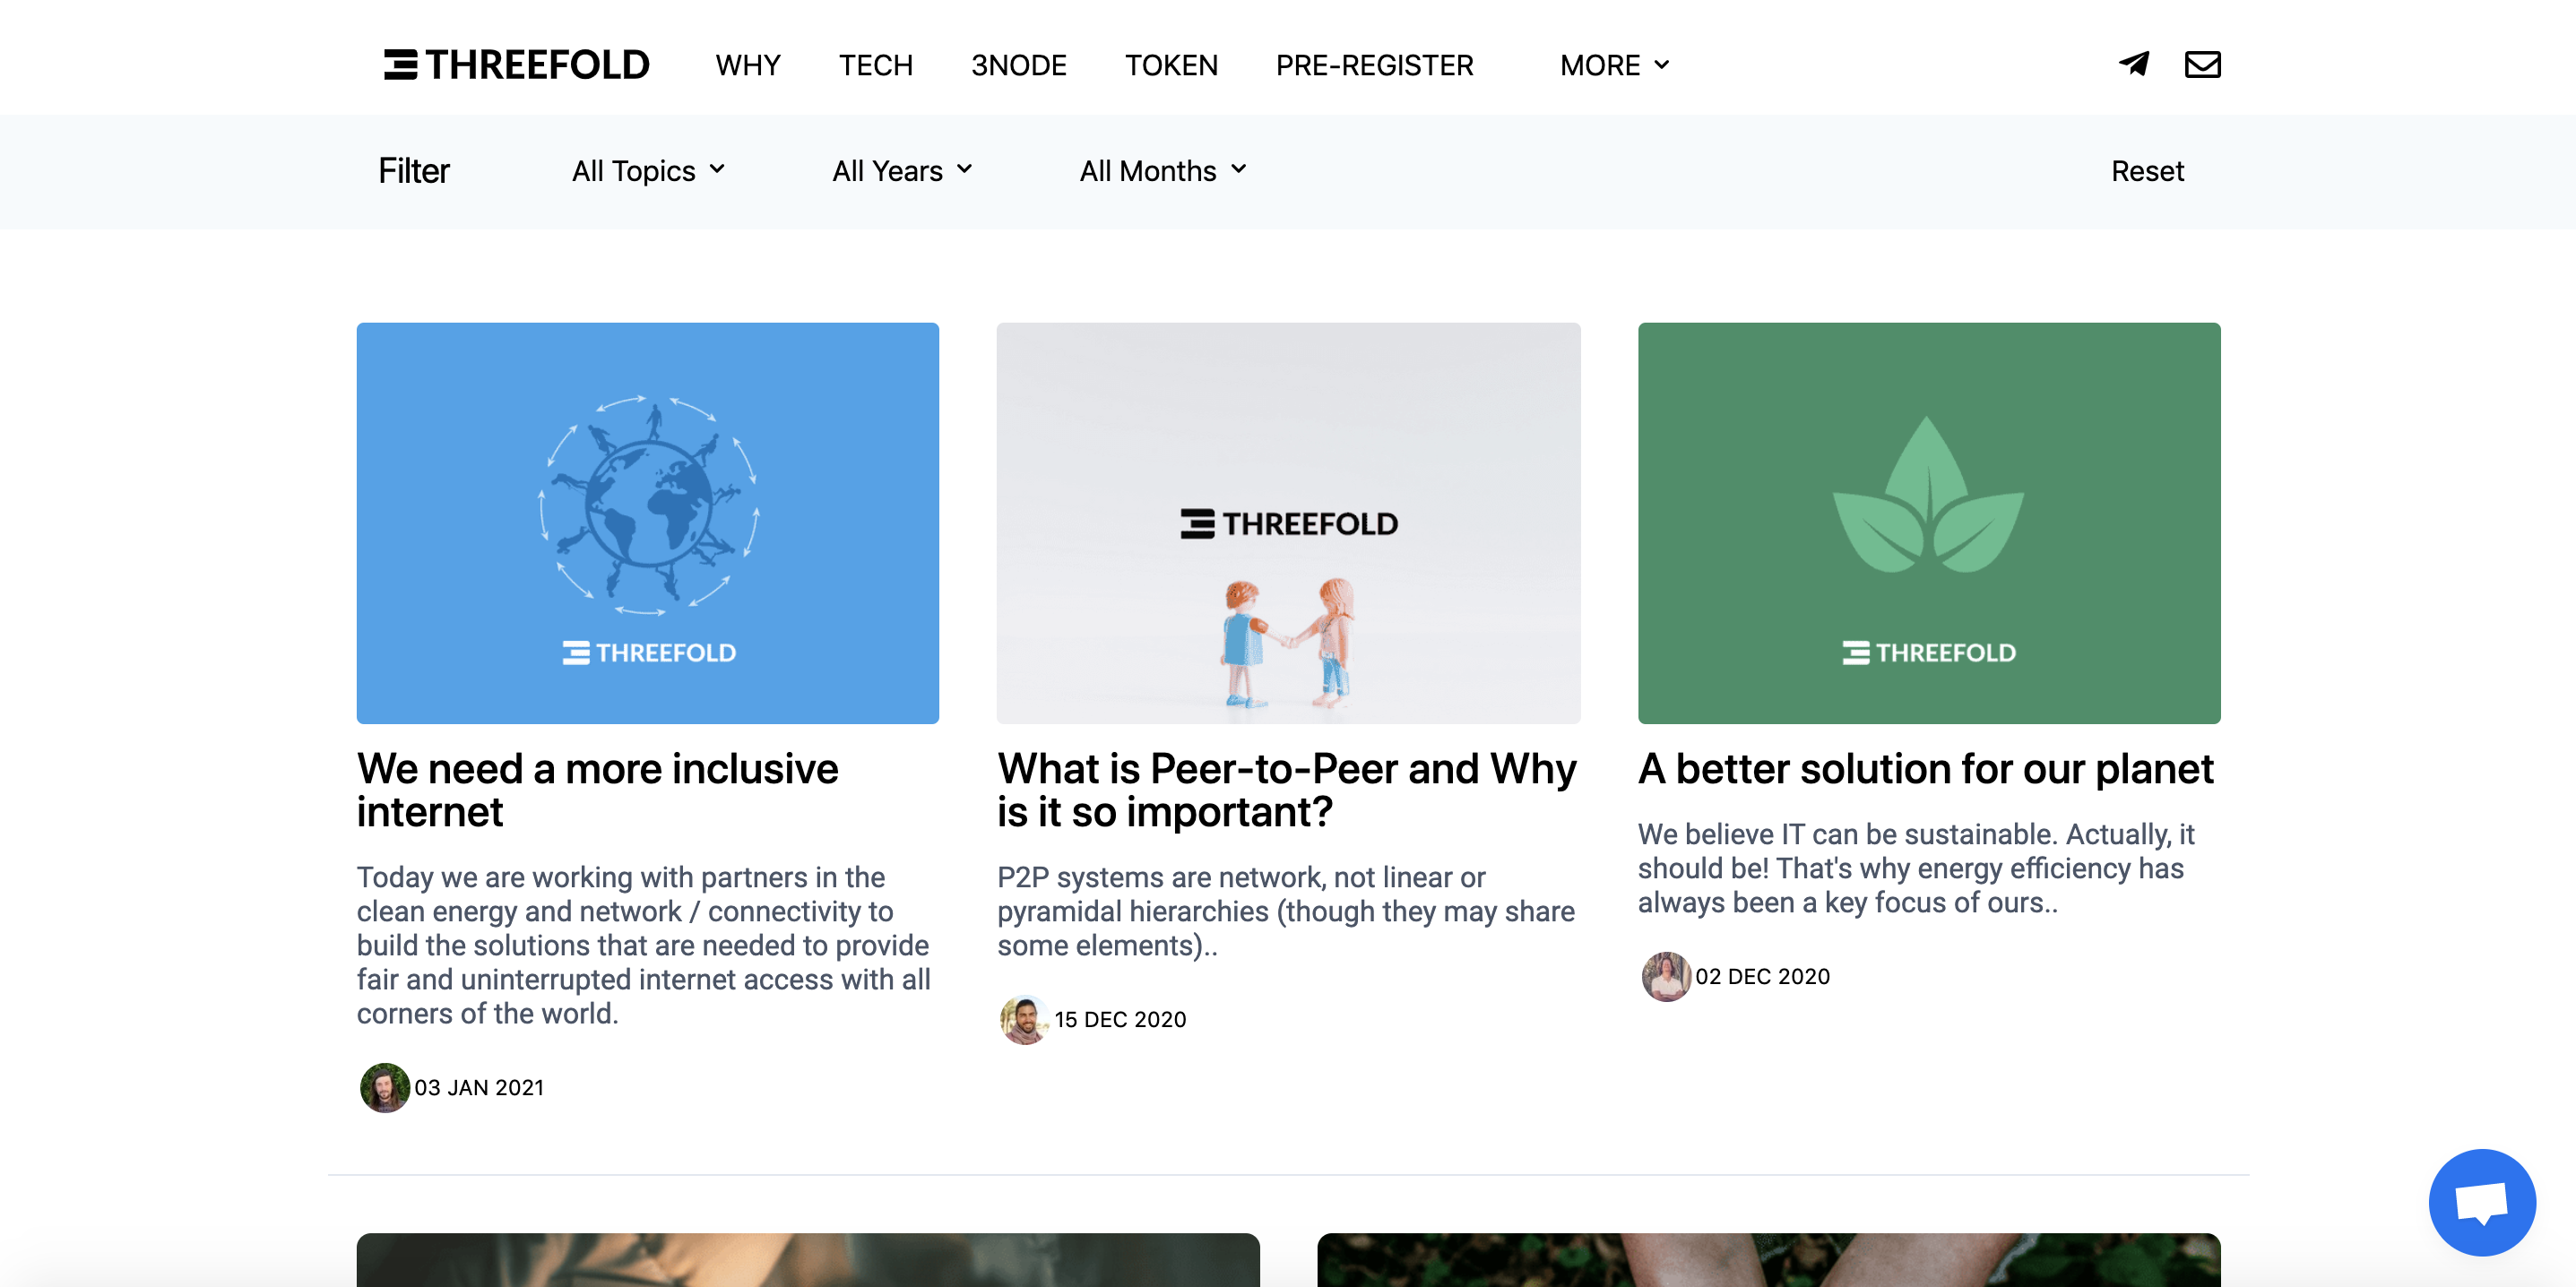 THREEFOLD WHY TECH 3NODE TOKEN PRE-REGISTER MORE
Filter All Topics All Years All Months Reset
THREEFOLD
THREEFOLD
THREEFOLD
We need a more inclusive
internet
Today we are working with partners in the
clean energy and network / connectivity to
build the solutions that are needed to provide
fair and uninterrupted internet access with all
corners of the world.
03 JAN 2021
What is Peer-to-Peer and Why
is it so important?
P2P systems are network, not linear or
pyramidal hierarchies (though they may share
some elements)..
15 DEC 2020
A better solution for our planet
We believe IT can be sustainable. Actually, it
should be! That's why energy efficiency has
always been a key focus of ours..
02 DEC 2020